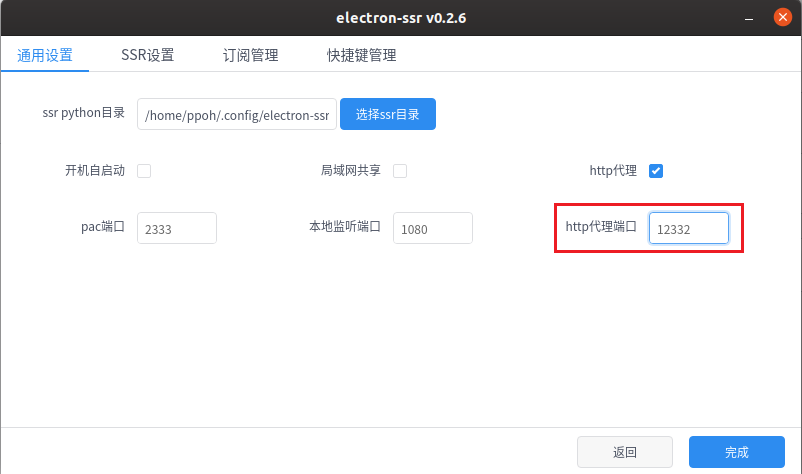 electron-ssr v0.2.6
通用设置 SSR设置 订阅管理 快捷键管理
ssr python目录 /home/ppoh/.config/electron-ssr 选择ssr目录
开机自启动 局域网共享 http代理
pac端口 2333 本地监听端口 1080 http代理端口 12332
返回 完成